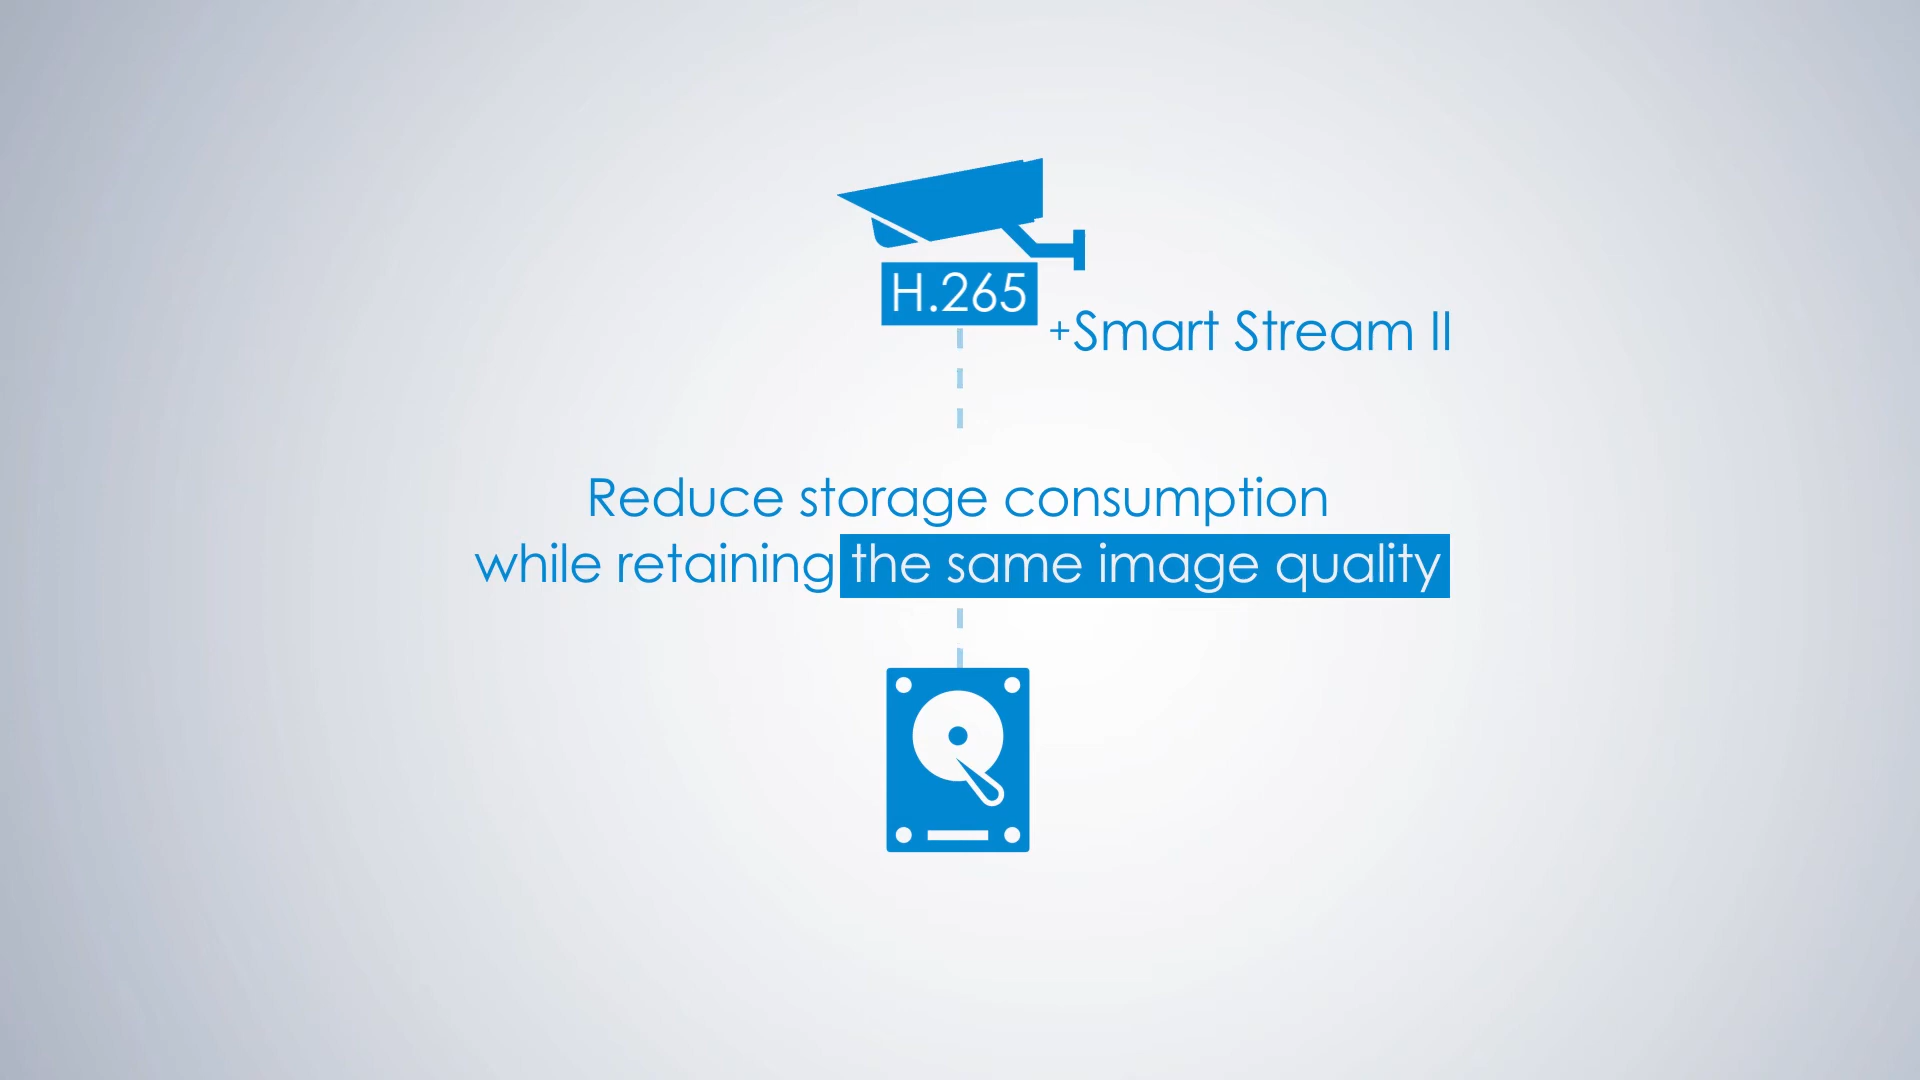 H.265
+Smart Stream II
Reduce storage consumption
while retaining the same image quality